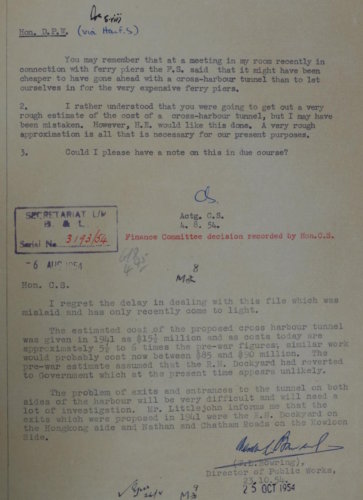 Hon. D.P.W. (via Hn.F.S)
You may remember that at a meeting in my room recently in
connection with ferry piers the F.S. said that it might have been
cheaper to have gone ahead with a cross-harbour tunnel than to let
ourselves in for the very expensive ferry piers.
2. I rather understood that you were going to get out a very
rough estimate of the cost of a cross-harbour tunnel, but I may have
been mistaken. However, H.E. would like this done. A very rough
approximation is all that is necessary for our present purposes.
3. Could I please have a note on this in due course?
Actg. C.S.
4. 8. 54.
SECRETARIAT
B. & L.
Serial No. 3193/54
Finance Committee decision recorded by Hon.C.S.
6 AUG 1954
8
Hon. C.S.
I regret the delay in dealing with this file which was
mislaid and has only recently come to light.
The estimated cost of the proposed cross harbour tunnel
was given in 1941 as $15½ million and as costs today are
approximately 5½ to 6 times the pre-war figures; similar work
would probably cost now between $85 and $90 million. The
pre-war estimate assumed that the R.N. Dockyard had reverted
to Government which at the present time appears unlikely.
The problem of exits and entrances to the tunnel on both
sides of the harbour will be very difficult and will need a
lot of investigation. Mr. Littlejohn informs me that the
exits which were proposed in 1941 were the R.N. Dockyard on
the Hongkong side and Nathan and Chatham Roads on the Kowloon
Side.
Bowring)
Director of Public Works,
23.10.54.
25 OCT 1954
9